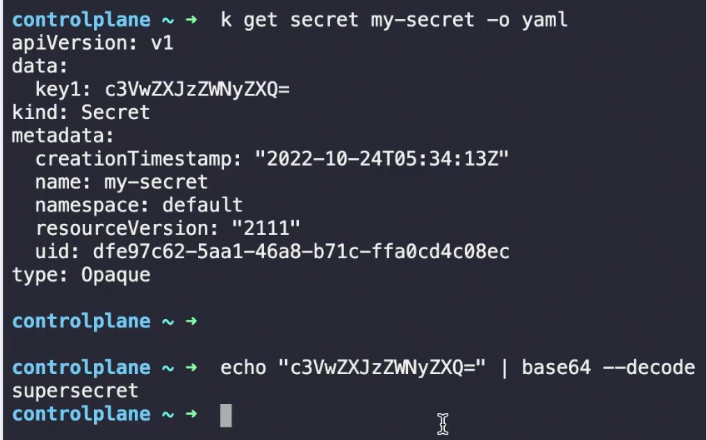 controlplane ~ ➜  k get secret my-secret -o yaml
apiVersion: v1
data:
  key1: c3VwZXJzZWNyZXQ=
kind: Secret
metadata:
  creationTimestamp: "2022-10-24T05:34:13Z"
  name: my-secret
  namespace: default
  resourceVersion: "2111"
  uid: dfe97c62-5aa1-46a8-b71c-ffa0cd4c08ec
type: Opaque
controlplane ~ ➜
controlplane ~ ➜  echo "c3VwZXJzZWNyZXQ=" | base64 --decode
supersecret
controlplane ~ ➜